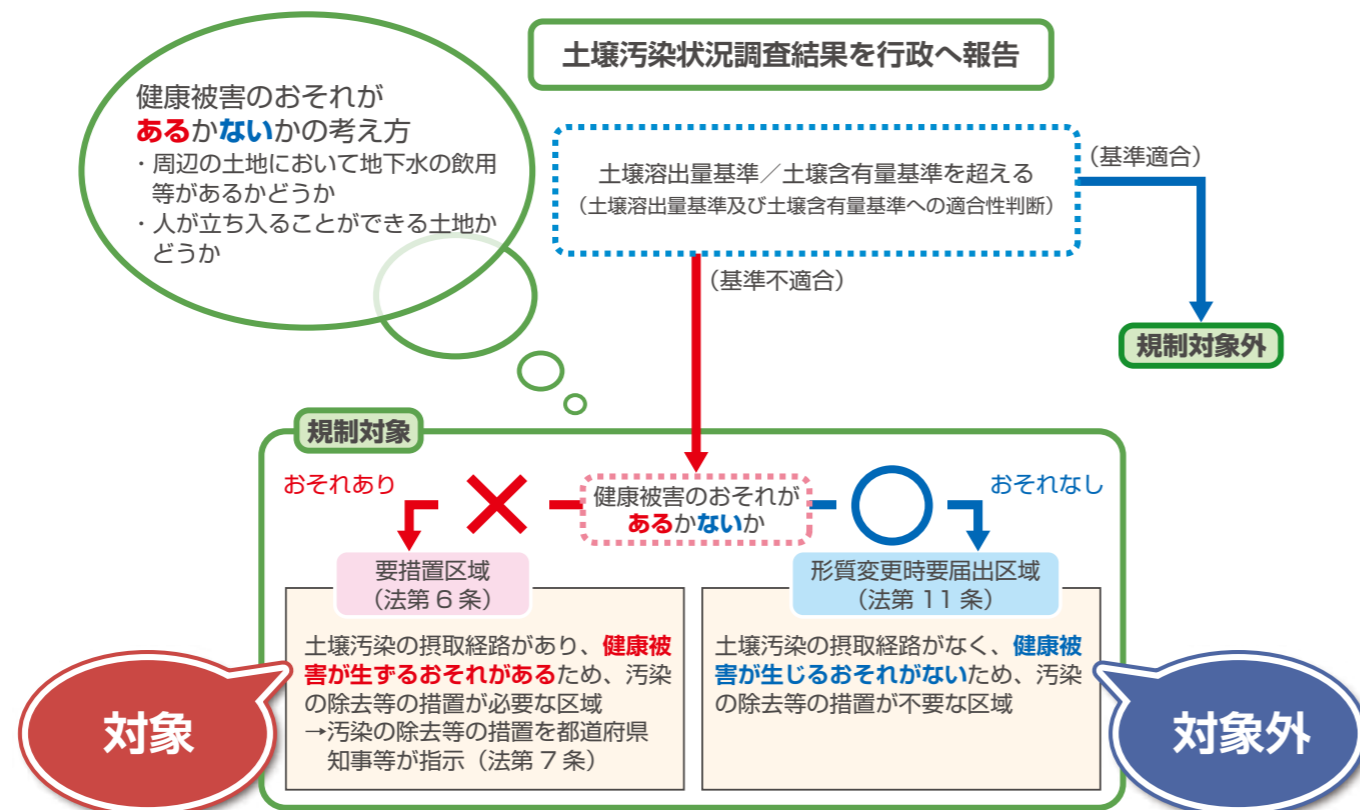 土壌汚染状況調査結果を行政へ報告
健康被害のおそれが
あるかないかの考え方
・周辺の土地において地下水の飲用
等があるかどうか
・人が立ち入ることができる土地か
どうか
土壌溶出量基準／土壌含有量基準を超える
（土壌溶出量基準及び土壌含有量基準への適合性判断）
（基準適合）
（基準不適合）
規制対象外
規制対象
おそれあり
健康被害のおそれが
あるかないか
おそれなし
要措置区域
（法第 6 条）
土壌汚染の摂取経路があり、健康被
害が生ずるおそれがあるため、汚染
の除去等の措置が必要な区域
→汚染の除去等の措置を都道府県
知事等が指示（法第 7 条）
形質変更時要届出区域
（法第 11 条）
土壌汚染の摂取経路がなく、健康被
害が生じるおそれがないため、汚染
の除去等の措置が不要な区域
対象
対象外